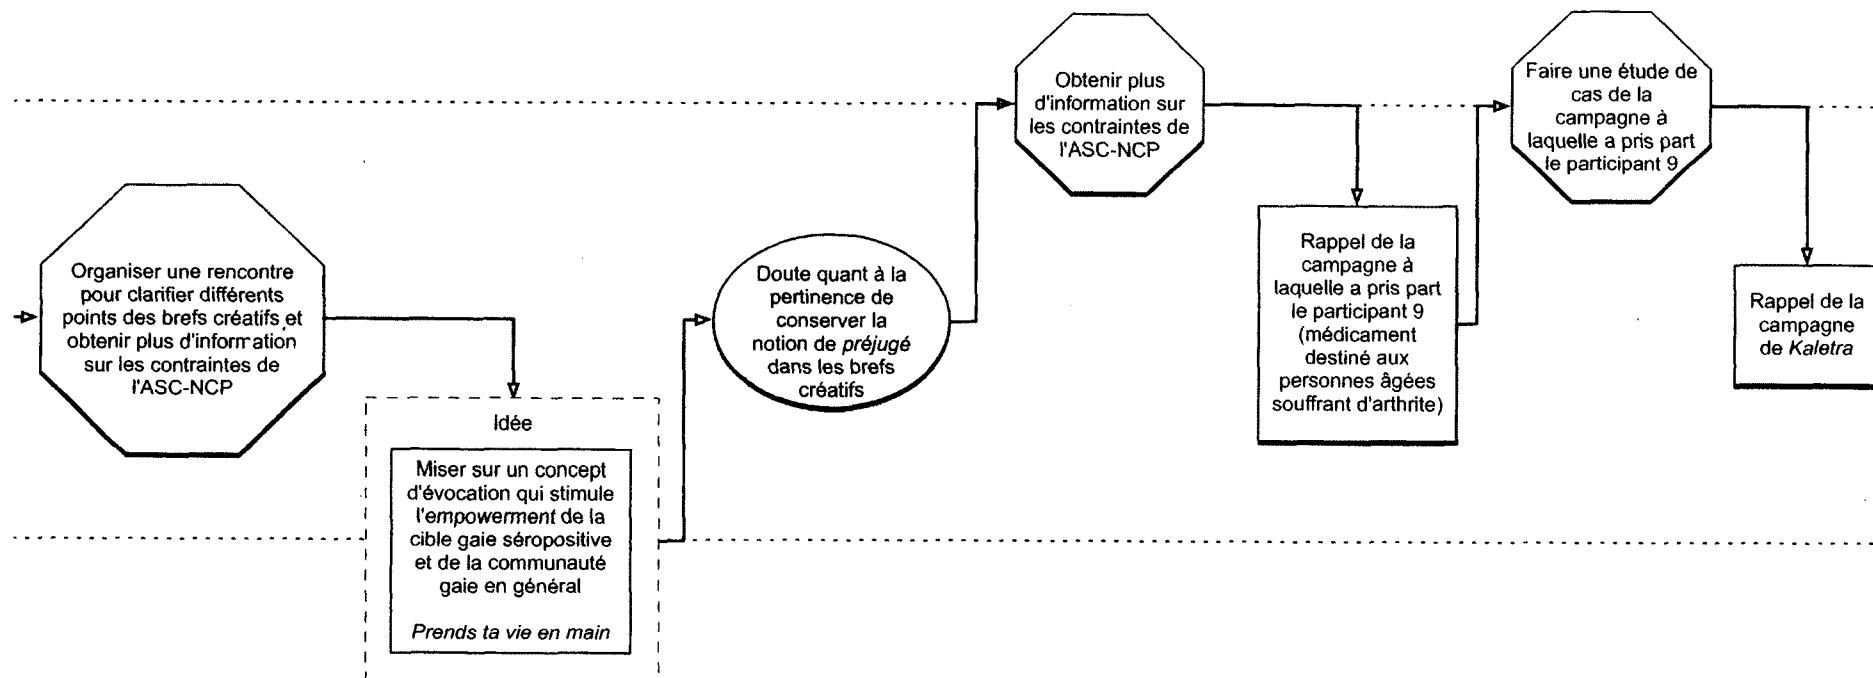 Organiser une rencontre
pour clarifier différents
points des brefs créatifs et
obtenir plus d'information
sur les contraintes de
l'ASC-NCP
Idée
Miser sur un concept
d'évocation qui stimule
l'empowerment de la
cible gaie séropositive
et de la communauté
gaie en général
Prends ta vie en main
Doute quant à la
pertinence de
conserver la
notion de préjugé
dans les brefs
créatifs
Obtenir plus
d'information sur
les contraintes de
l'ASC-NCP
Rappel de la
campagne à
laquelle a pris part
le participant 9
(médicament
destiné aux
personnes âgées
souffrant d'arthrite)
Faire une étude de
cas de la
campagne à
laquelle a pris part
le participant 9
Rappel de la
campagne
de Kaletra